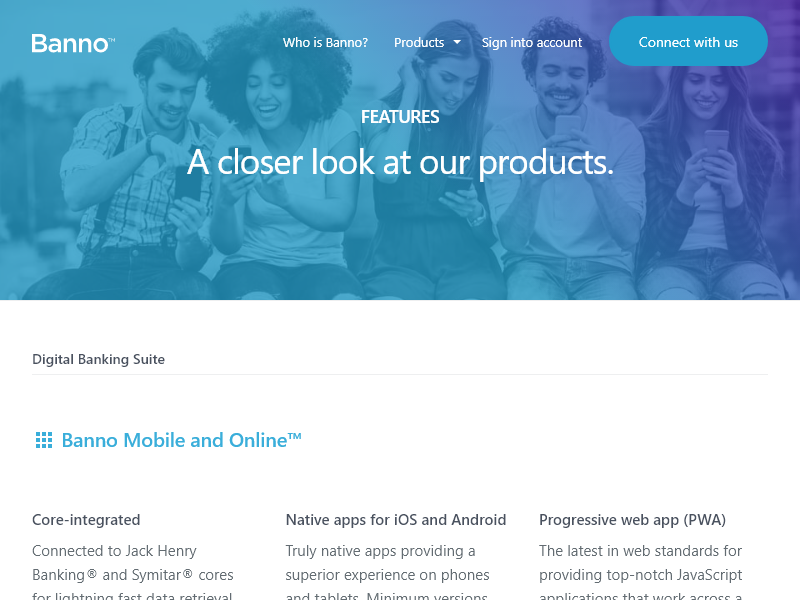 Banno™
Who is Banno?
Products
Sign into account
Connect with us
FEATURES
A closer look at our products.
Digital Banking Suite
Banno Mobile and Online™
Core-integrated
Connected to Jack Henry
Banking® and Symitar® cores
for lightning fast data retrieval
Native apps for iOS and Android
Truly native apps providing a
superior experience on phones
and tablets. Minimum versions
Progressive web app (PWA)
The latest in web standards for
providing top-notch JavaScript
applications that work across a